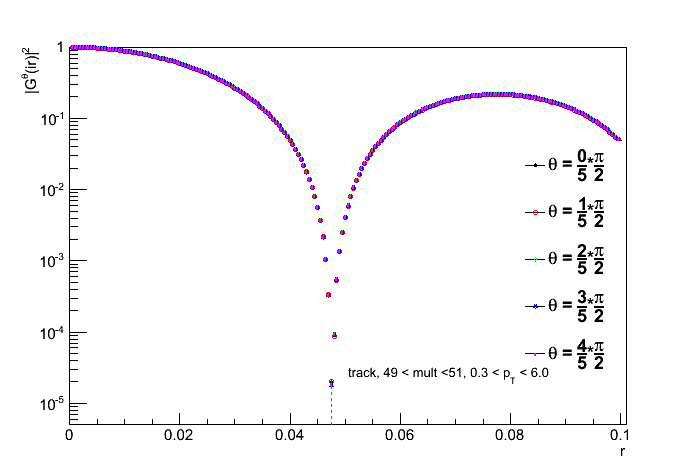 |G^θ(ir)|²
1
10⁻¹
10⁻²
10⁻³
10⁻⁴
10⁻⁵
θ = 0/5*π/2
θ = 1/5*π/2
θ = 2/5*π/2
θ = 3/5*π/2
θ = 4/5*π/2
track, 49 < mult <51, 0.3 < p_T < 6.0
0 0.02 0.04 0.06 0.08 0.1
r